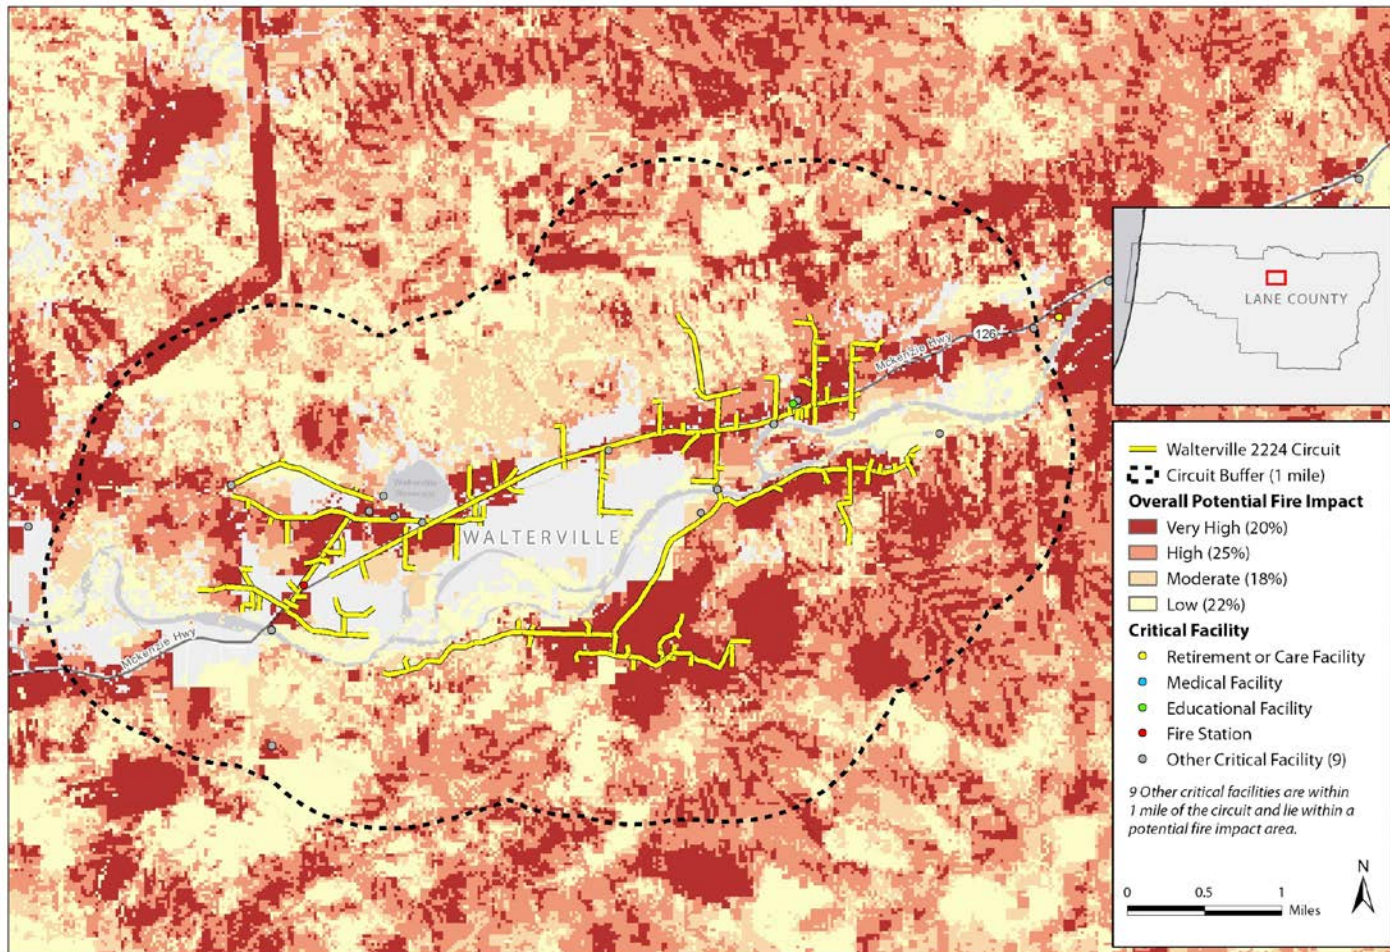 126
Mckenzie Hwy
Walterville
WALTERVILLE
Mckenzie Hwy
LANE COUNTY
Walterville 2224 Circuit
Circuit Buffer (1 mile)
Overall Potential Fire Impact
Very High (20%)
High (25%)
Moderate (18%)
Low (22%)
Critical Facility
Retirement or Care Facility
Medical Facility
Educational Facility
Fire Station
Other Critical Facility (9)
9 Other critical facilities are within
1 mile of the circuit and lie within a
potential fire impact area.
N
0 0.5 1
Miles